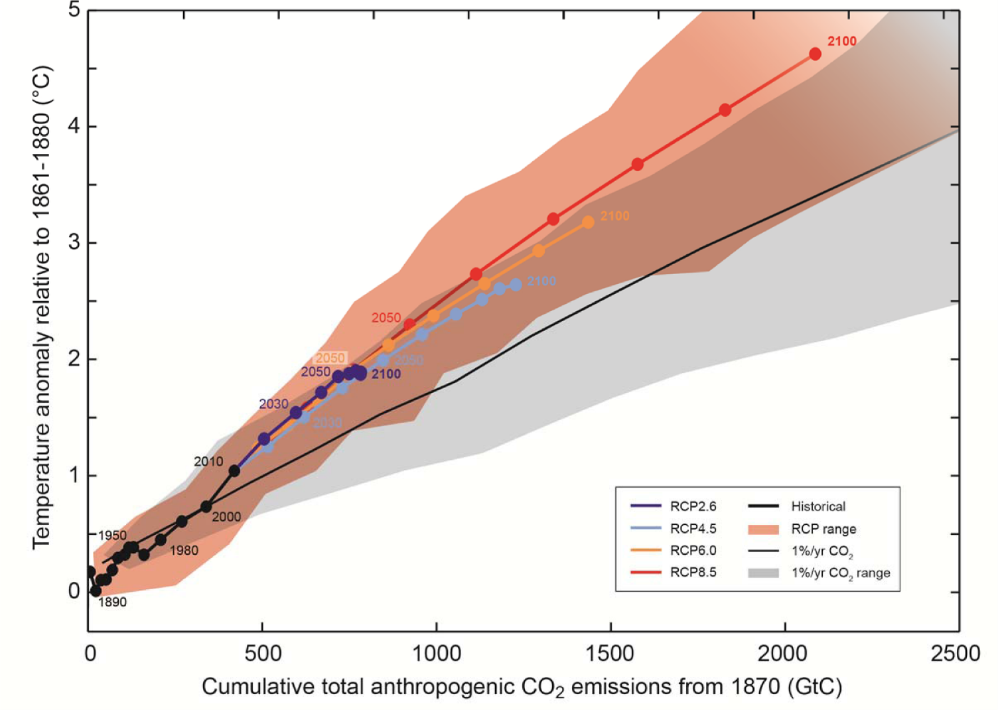 Temperature anomaly relative to 1861-1880 (°C)
5
4
3
2
1
0
2100
2100
2100
2050
2050
2050
2050
2100
2030
2030
2010
2000
1950
1980
1890
RCP2.6
RCP4.5
RCP6.0
RCP8.5
Historical
RCP range
1%/yr CO₂
1%/yr CO₂ range
0 500 1000 1500 2000 2500
Cumulative total anthropogenic CO₂ emissions from 1870 (GtC)